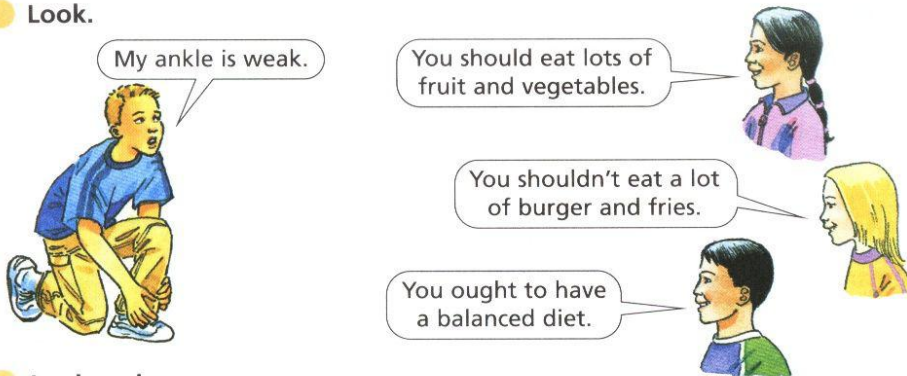 Look.
My ankle is weak.
You should eat lots of
fruit and vegetables.
You shouldn't eat a lot
of burger and fries.
You ought to have
a balanced diet.